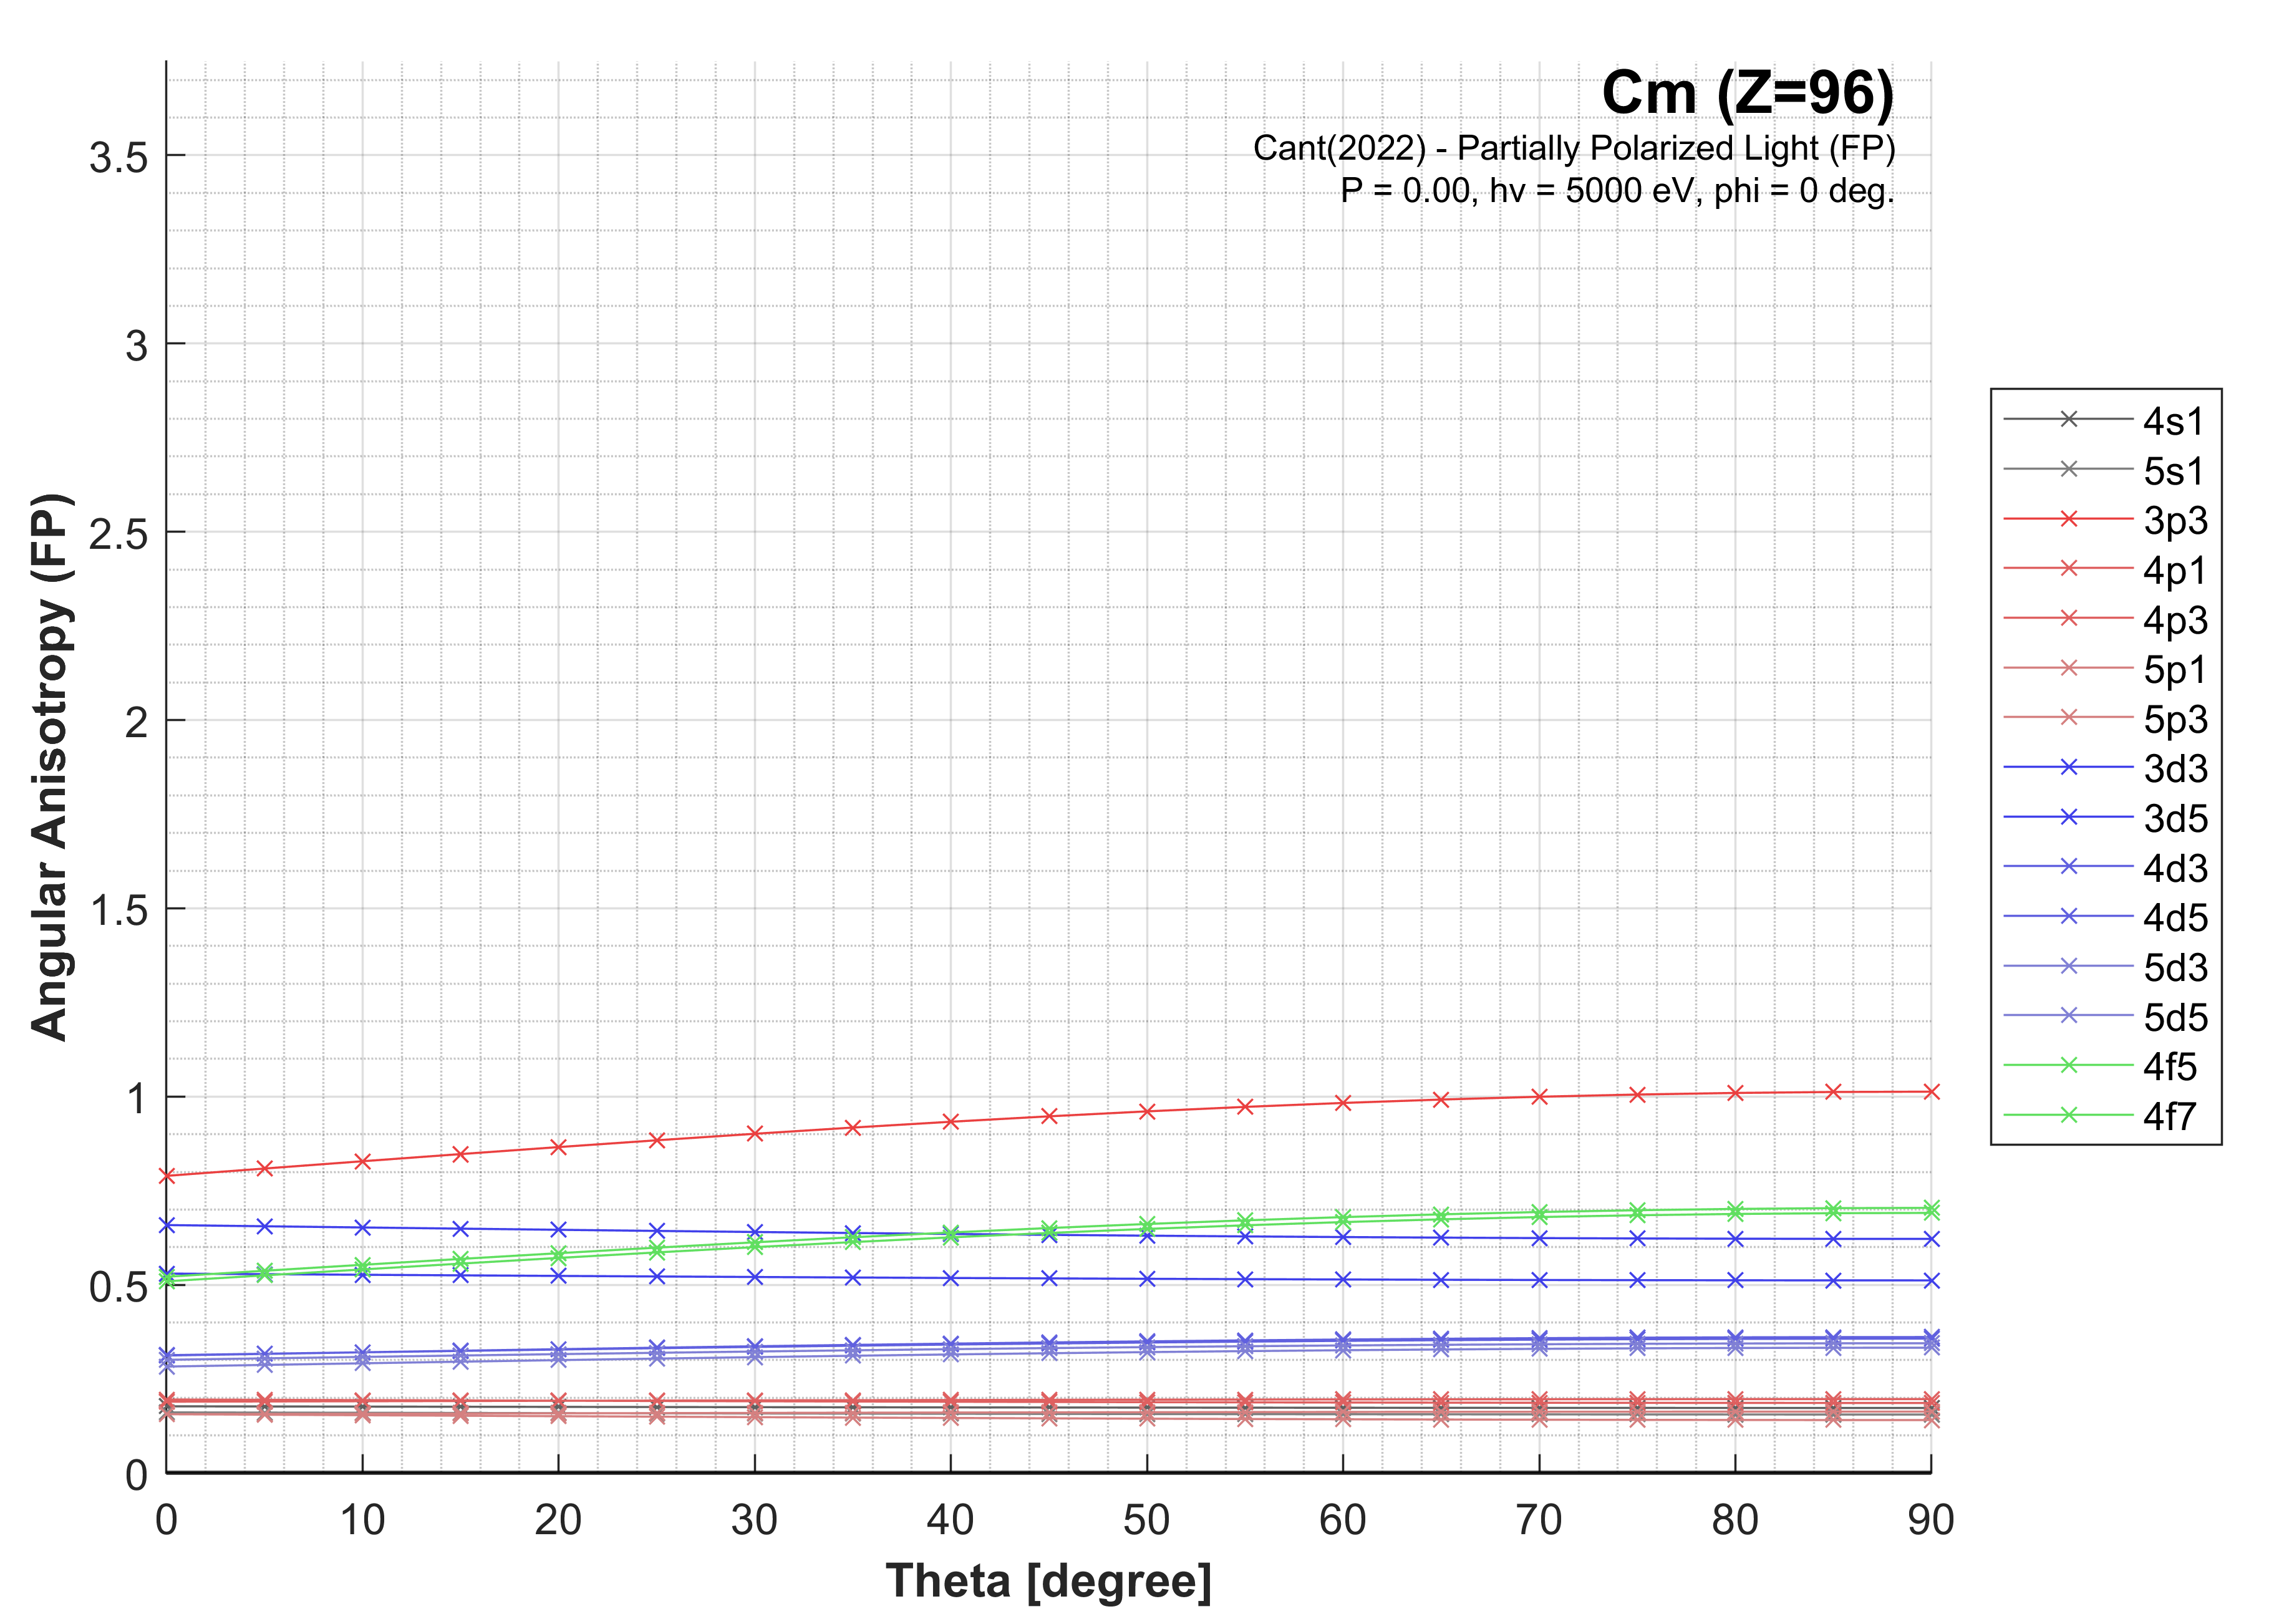 Cm (Z=96)
Cant(2022) - Partially Polarized Light (FP)
P = 0.00, hv = 5000 eV, phi = 0 deg.
Angular Anisotropy (FP)
3.5
3
2.5
2
1.5
1
0.5
0
0 10 20 30 40 50 60 70 80 90
Theta [degree]
4s1
5s1
3p3
4p1
4p3
5p1
5p3
3d3
3d5
4d3
4d5
5d3
5d5
4f5
4f7